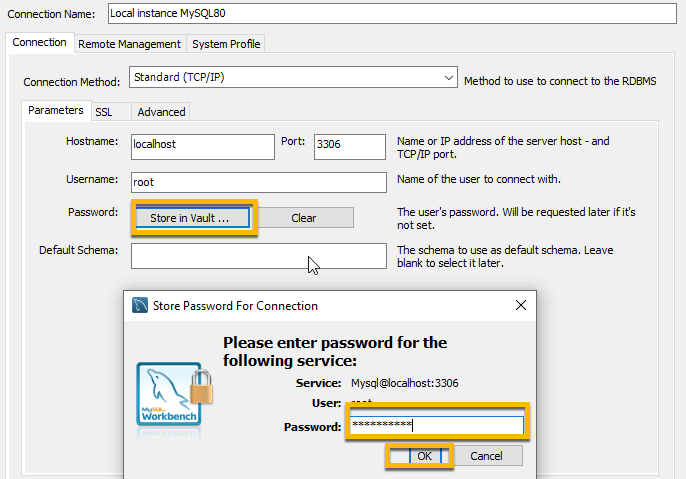 Connection Name: Local instance MySQL80
Connection Remote Management System Profile
Connection Method: Standard (TCP/IP) Method to use to connect to the RDBMS
Parameters SSL Advanced
Hostname: localhost Port: 3306 Name or IP address of the server host - and
TCP/IP port.
Username: root Name of the user to connect with.
Password: Store in Vault ... Clear The user's password. Will be requested later if it's
not set.
Default Schema: The schema to use as default schema. Leave
blank to select it later.
Store Password For Connection
Please enter password for the
following service:
Service: Mysql@localhost:3306
User: root
Password: **********
OK Cancel
MySQL
Workbench